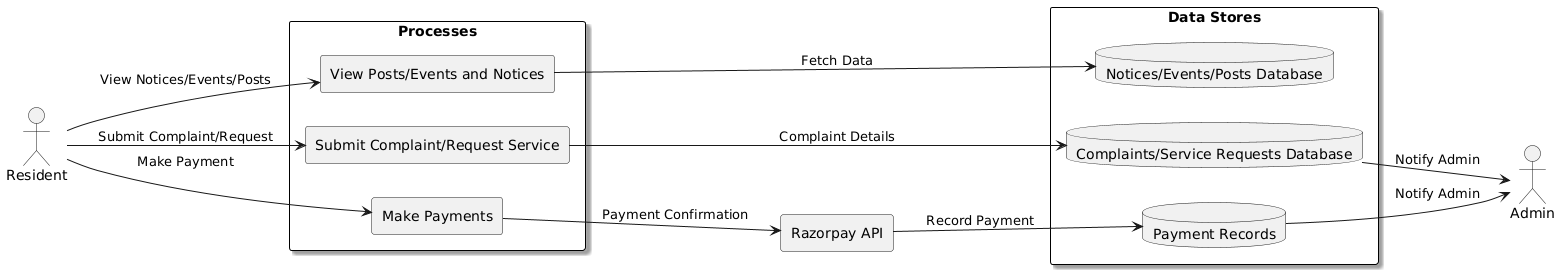 Processes
Data Stores
View Notices/Events/Posts
View Posts/Events and Notices
Fetch Data
Notices/Events/Posts Database
Resident
Submit Complaint/Request
Submit Complaint/Request Service
Complaint Details
Complaints/Service Requests Database
Notify Admin
Make Payment
Make Payments
Payment Confirmation
Razorpay API
Record Payment
Payment Records
Notify Admin
Admin